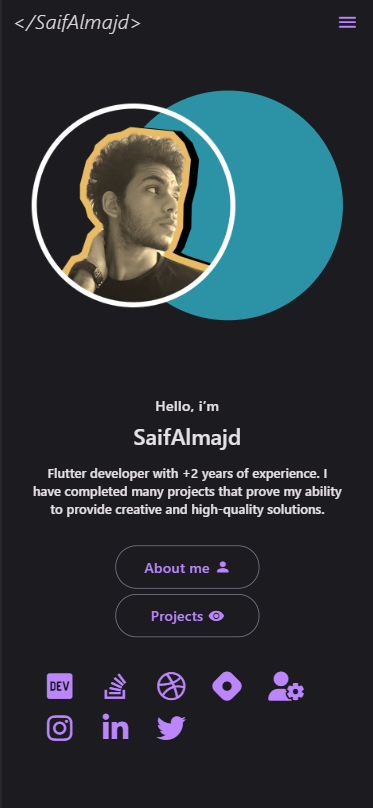 </SaifAlmajd>
Hello, i’m
SaifAlmajd
Flutter developer with +2 years of experience. I
have completed many projects that prove my ability
to provide creative and high-quality solutions.
About me
Projects
DEV